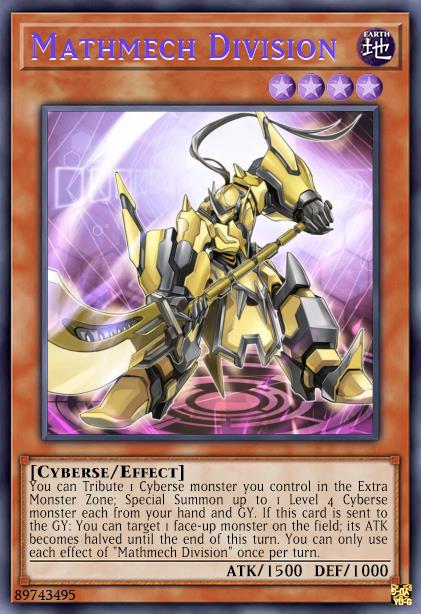 MATHMECH DIVISION
EARTH
地
[CYBERSE/EFFECT]
You can Tribute 1 Cyberse monster you control in the Extra
Monster Zone; Special Summon up to 1 Level 4 Cyberse
monster each from your hand and GY. If this card is sent to
the GY: You can target 1 face-up monster on the field; its ATK
becomes halved until the end of this turn. You can only use
each effect of "Mathmech Division" once per turn.
ATK/1500 DEF/1000
89743495